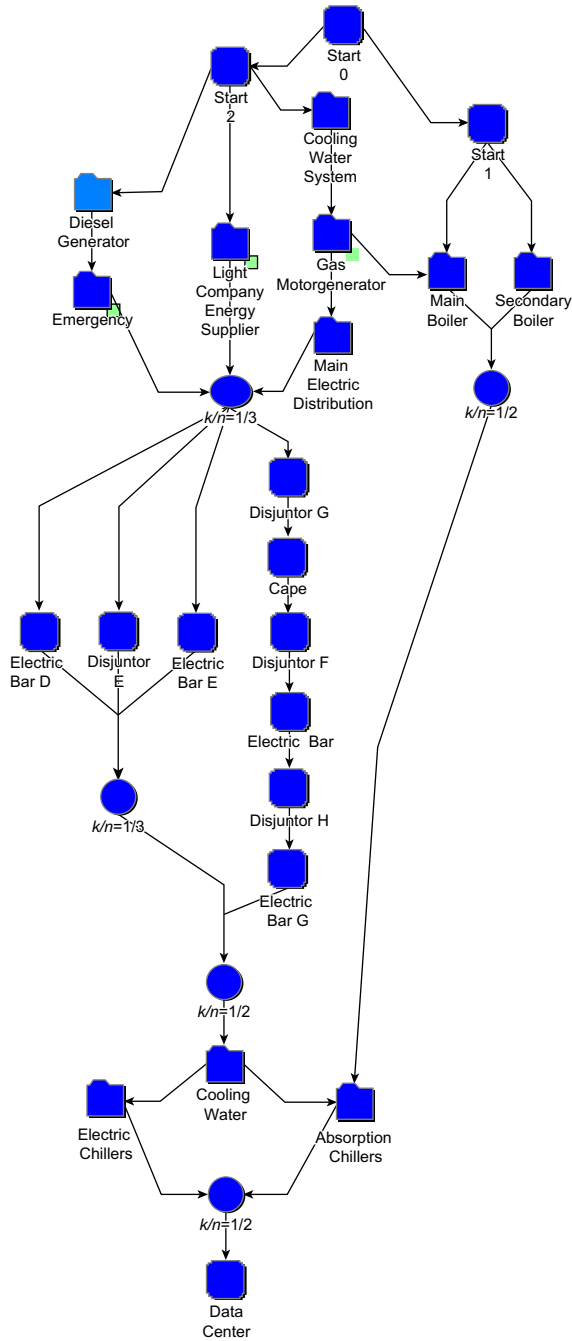 Start
0
Start
2
Cooling
Water
System
Start
1
Diesel
Generator
Light
Company
Energy
Supplier
Gas
Motorgenerator
Main
Boiler
Secondary
Boiler
Emergency
Main
Electric
Distribution
k/n=1/3
k/n=1/2
Disjuntor G
Cape
Electric
Bar D
Disjuntor
E
Electric
Bar E
Disjuntor F
Electric Bar
Disjuntor H
k/n=1/3
Electric
Bar G
k/n=1/2
Cooling
Water
Electric
Chillers
Absorption
Chillers
k/n=1/2
Data
Center